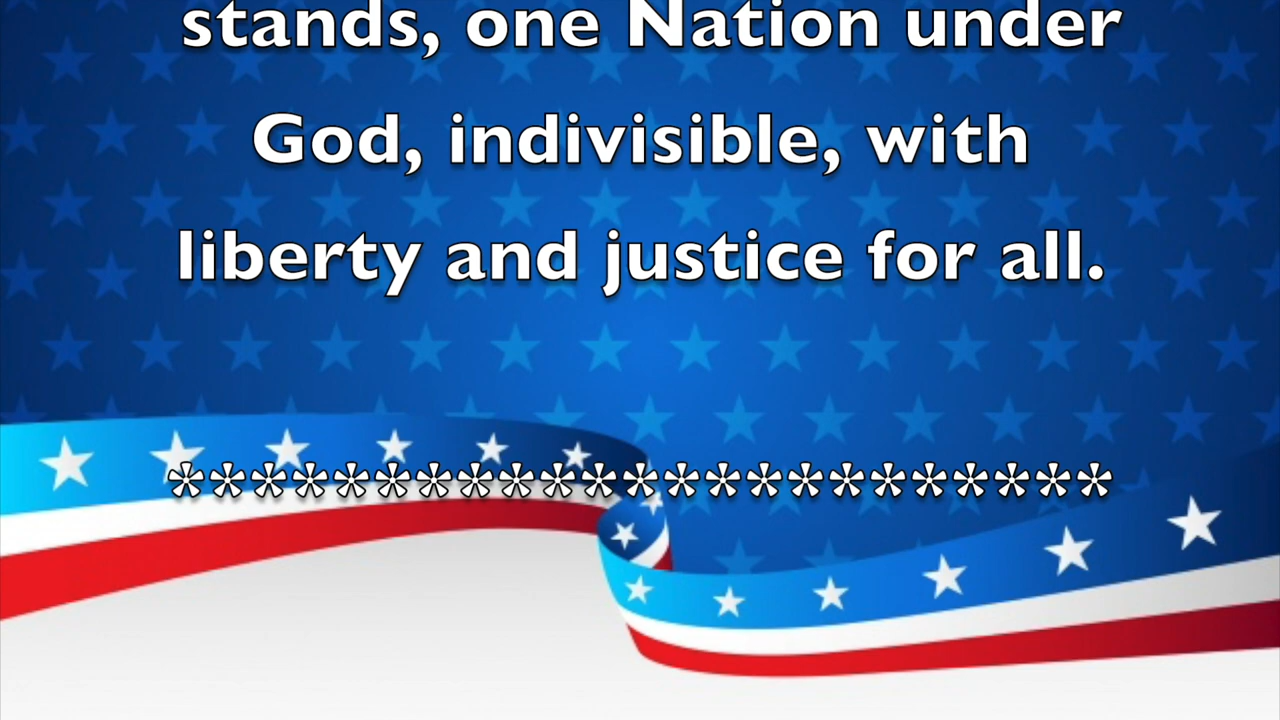 stands, one Nation under
God, indivisible, with
liberty and justice for all.
***********************